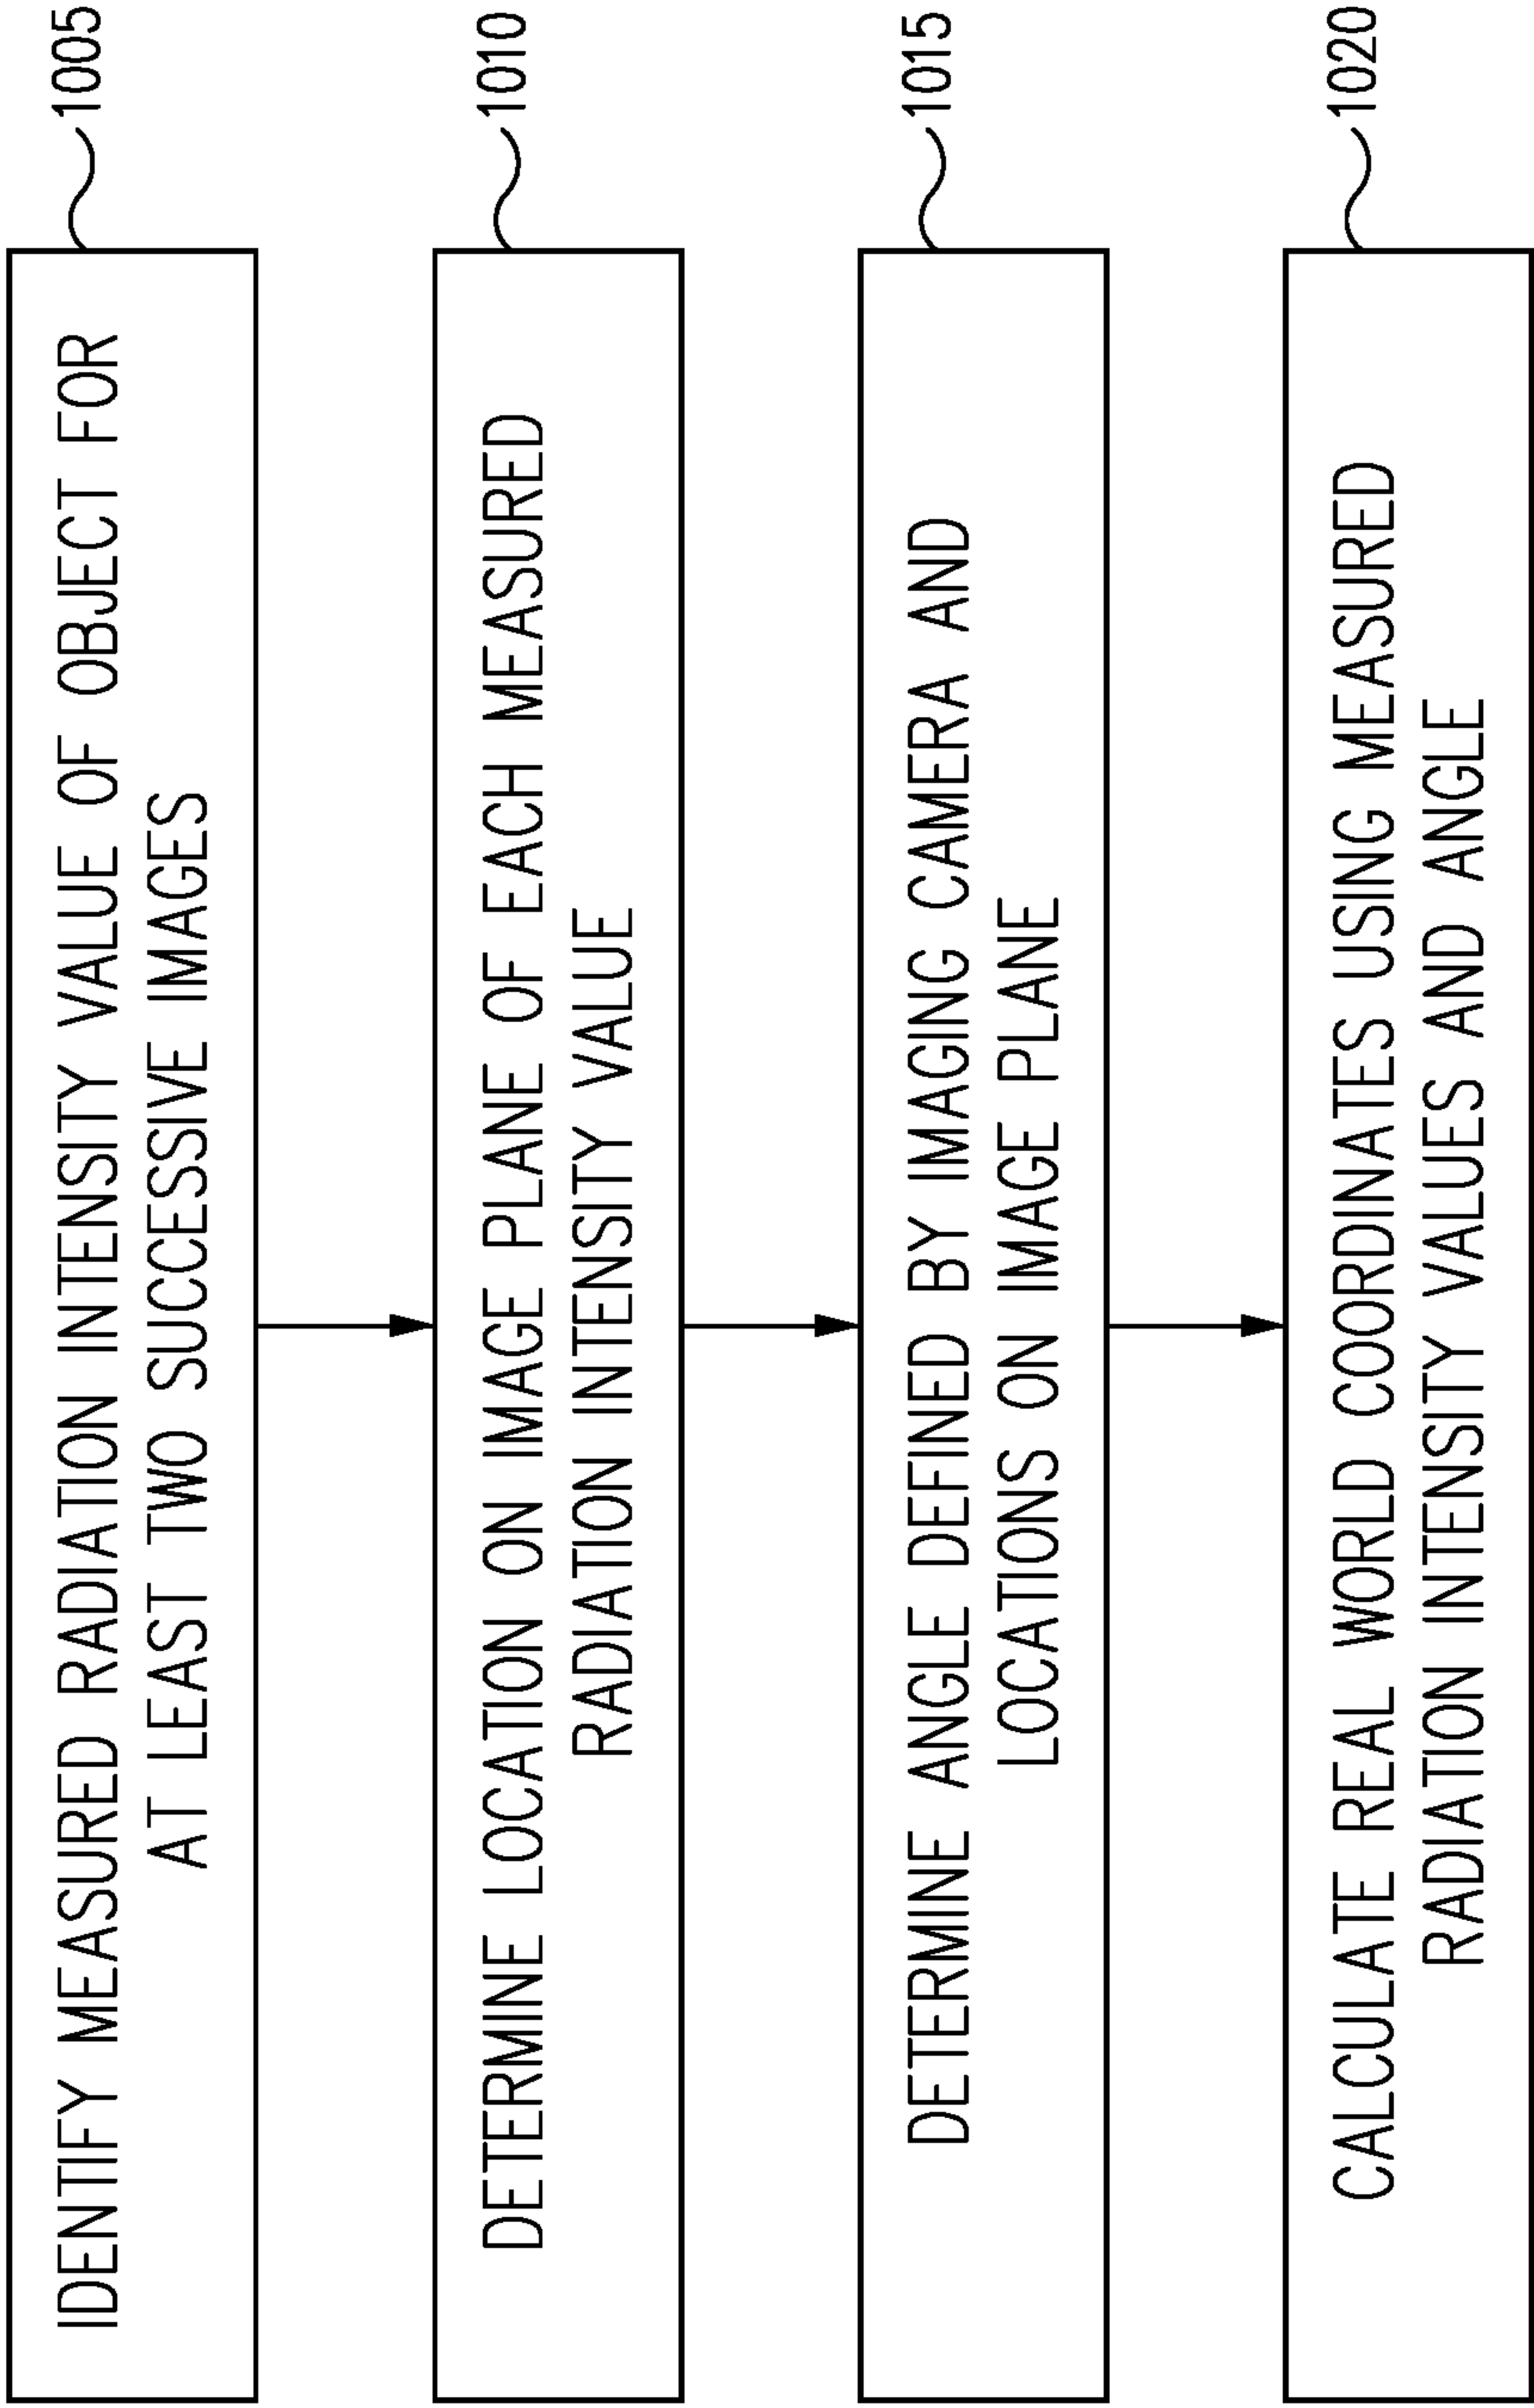 IDENTIFY MEASURED RADIATION INTENSITY VALUE OF OBJECT FOR
AT LEAST TWO SUCCESSIVE IMAGES
1005
DETERMINE LOCATION ON IMAGE PLANE OF EACH MEASURED
RADIATION INTENSITY VALUE
1010
DETERMINE ANGLE DEFINED BY IMAGING CAMERA AND
LOCATIONS ON IMAGE PLANE
1015
CALCULATE REAL WORLD COORDINATES USING MEASURED
RADIATION INTENSITY VALUES AND ANGLE
1020